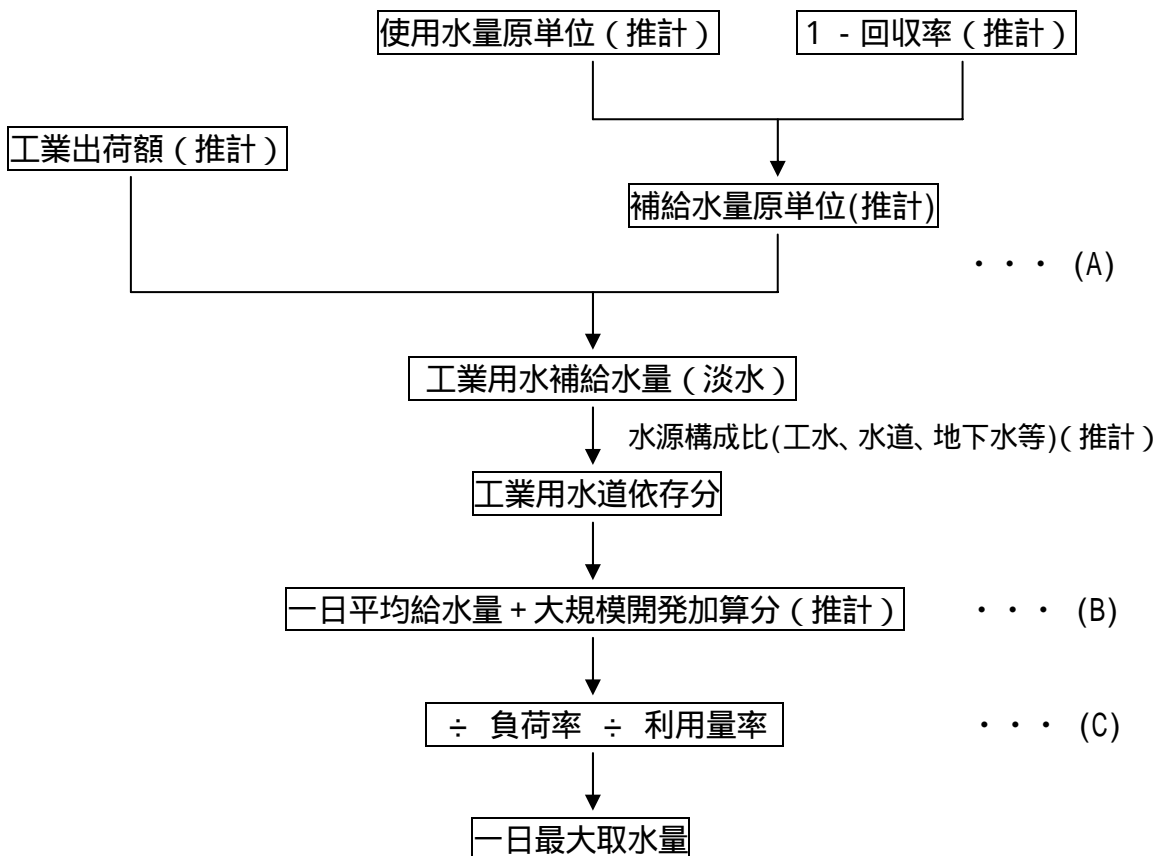 使用水量原単位(推計)
1 - 回収率(推計)
工業出荷額(推計)
補給水量原単位(推計)
・・・ (A)
工業用水補給水量(淡水)
水源構成比(工水、水道、地下水等)(推計)
工業用水道依存分
一日平均給水量+大規模開発加算分(推計)
・・・ (B)
÷ 負荷率 ÷ 利用量率
・・・ (C)
一日最大取水量